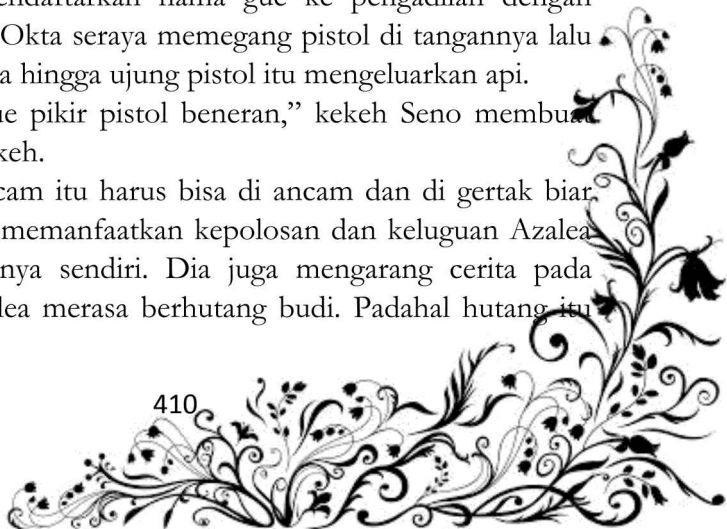 nama gue ke pengadilan dengan
Okta seraya memegang pistol di tangannya lalu
a hingga ujung pistol itu mengeluarkan api.
ue pikir pistol beneran,” kekeh Seno membuat
keh.
cam itu harus bisa di ancam dan di gertak biar
memanfaatkan kepolosan dan keluguan Azalea
nya sendiri. Dia juga mengarang cerita pada
lea merasa berhutang budi. Padahal hutang itu
410